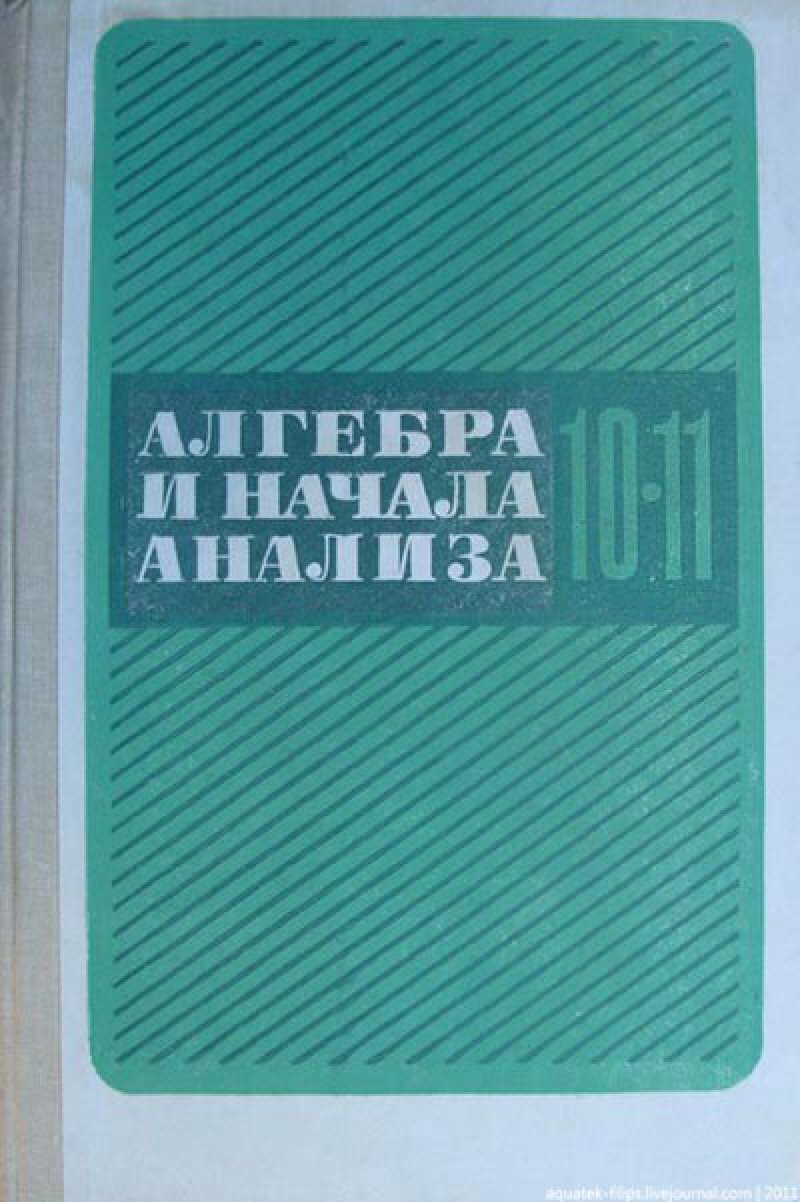 АЛГЕБРА
И НАЧАЛА
АНАЛИЗА
10·11
aquatek-filips.livejournal.com | 2011